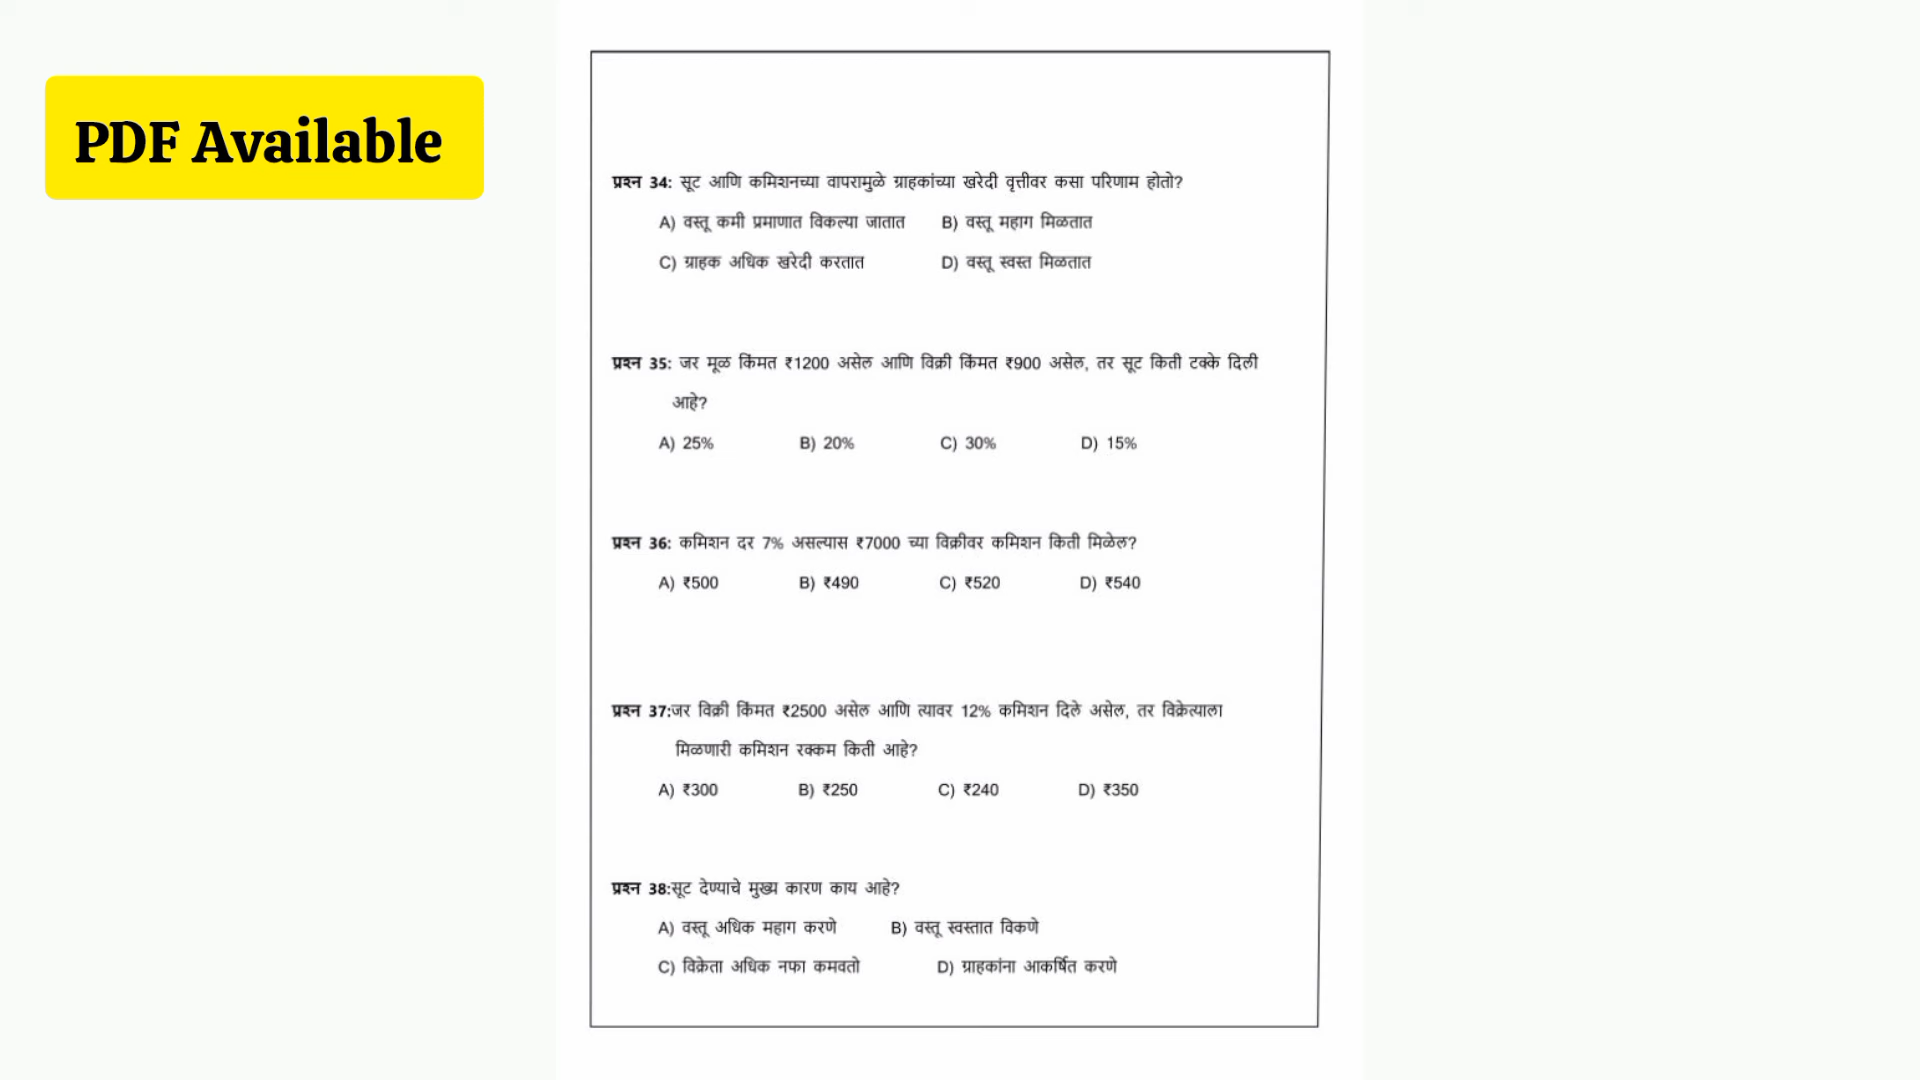 PDF Available
प्रश्न 34: सूट आणि कमिशनच्या वापरामुळे ग्राहकांच्या खरेदी वृत्तीवर कसा परिणाम होतो?
A) वस्तू कमी प्रमाणात विकल्या जातात B) वस्तू महाग मिळतात
C) ग्राहक अधिक खरेदी करतात D) वस्तू स्वस्त मिळतात
प्रश्न 35: जर मूळ किंमत ₹1200 असेल आणि विक्री किंमत ₹900 असेल, तर सूट किती टक्के दिली
आहे?
A) 25% B) 20% C) 30% D) 15%
प्रश्न 36: कमिशन दर 7% असल्यास ₹7000 च्या विक्रीवर कमिशन किती मिळेल?
A) ₹500 B) ₹490 C) ₹520 D) ₹540
प्रश्न 37:जर विक्री किंमत ₹2500 असेल आणि त्यावर 12% कमिशन दिले असेल, तर विक्रेत्याला
मिळणारी कमिशन रक्कम किती आहे?
A) ₹300 B) ₹250 C) ₹240 D) ₹350
प्रश्न 38:सूट देण्याचे मुख्य कारण काय आहे?
A) वस्तू अधिक महाग करणे B) वस्तू स्वस्तात विकणे
C) विक्रेता अधिक नफा कमवतो D) ग्राहकांना आकर्षित करणे